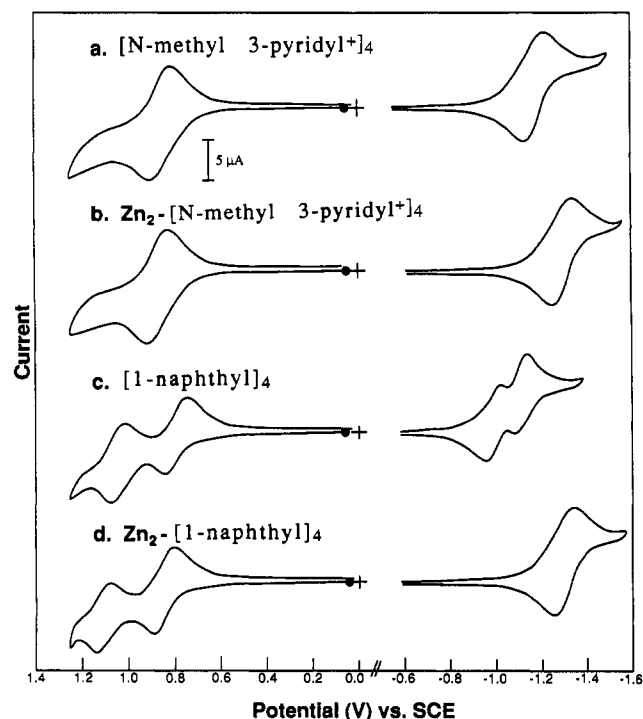 a. [N-methyl 3-pyridyl+]4
5 μA
b. Zn2-[N-methyl 3-pyridyl+]4
c. [1-naphthyl]4
d. Zn2-[1-naphthyl]4
Current
1.4 1.2 1.0 0.8 0.6 0.4 0.2 0.0 // -0.6 -0.8 -1.0 -1.2 -1.4 -1.6 -1.8
Potential (V) vs. SCE